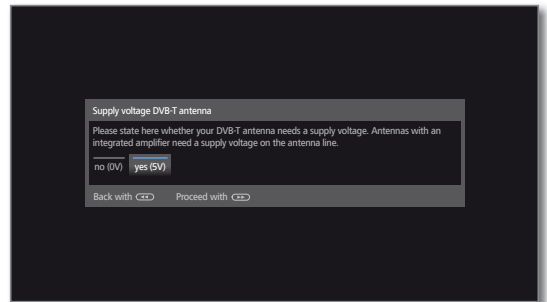 Supply voltage DVB-T antenna
Please state here whether your DVB-T antenna needs a supply voltage. Antennas with an
integrated amplifier need a supply voltage on the antenna line.
no (0V) yes (5V)
Back with ◄◄ Proceed with ►►